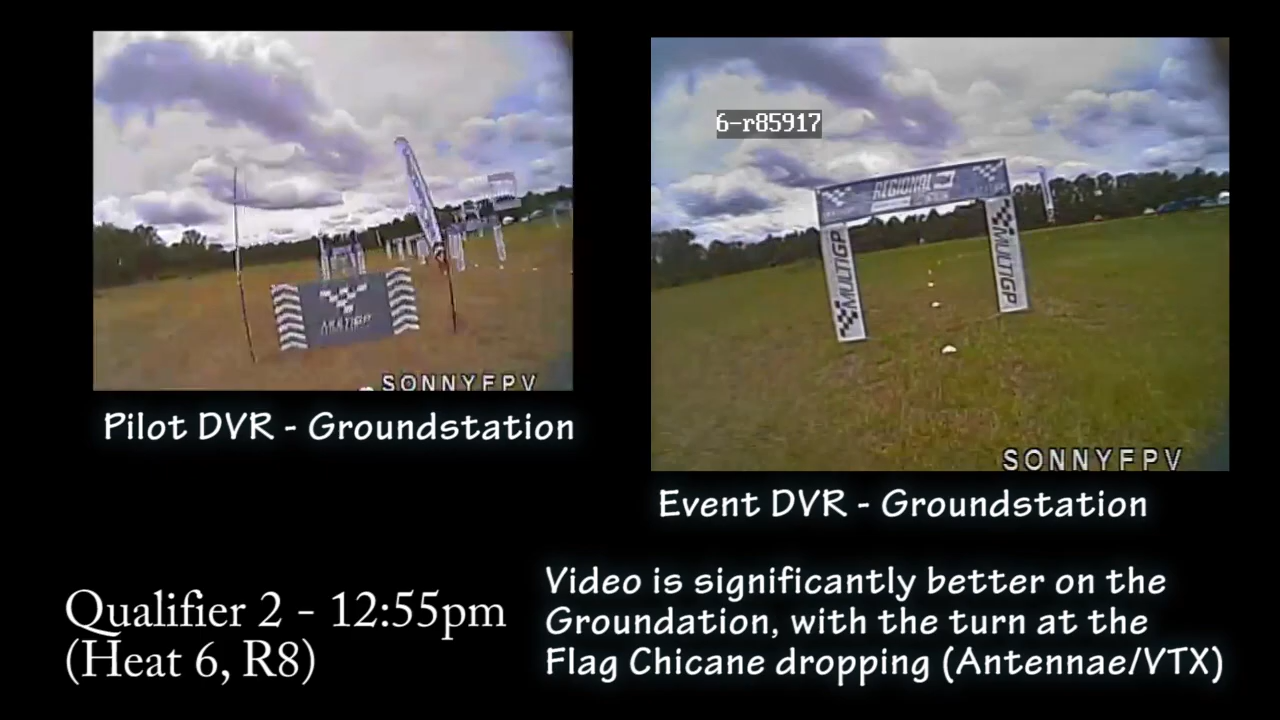 6-r85917
REGIONAL
MULTIGP
MULTIGP
MULTIGP
SONNYFPV
SONNYFPV
Pilot DVR - Groundstation
Event DVR - Groundstation
Qualifier 2 - 12:55pm
(Heat 6, R8)
Video is significantly better on the
Groundation, with the turn at the
Flag Chicane dropping (Antennae/VTX)